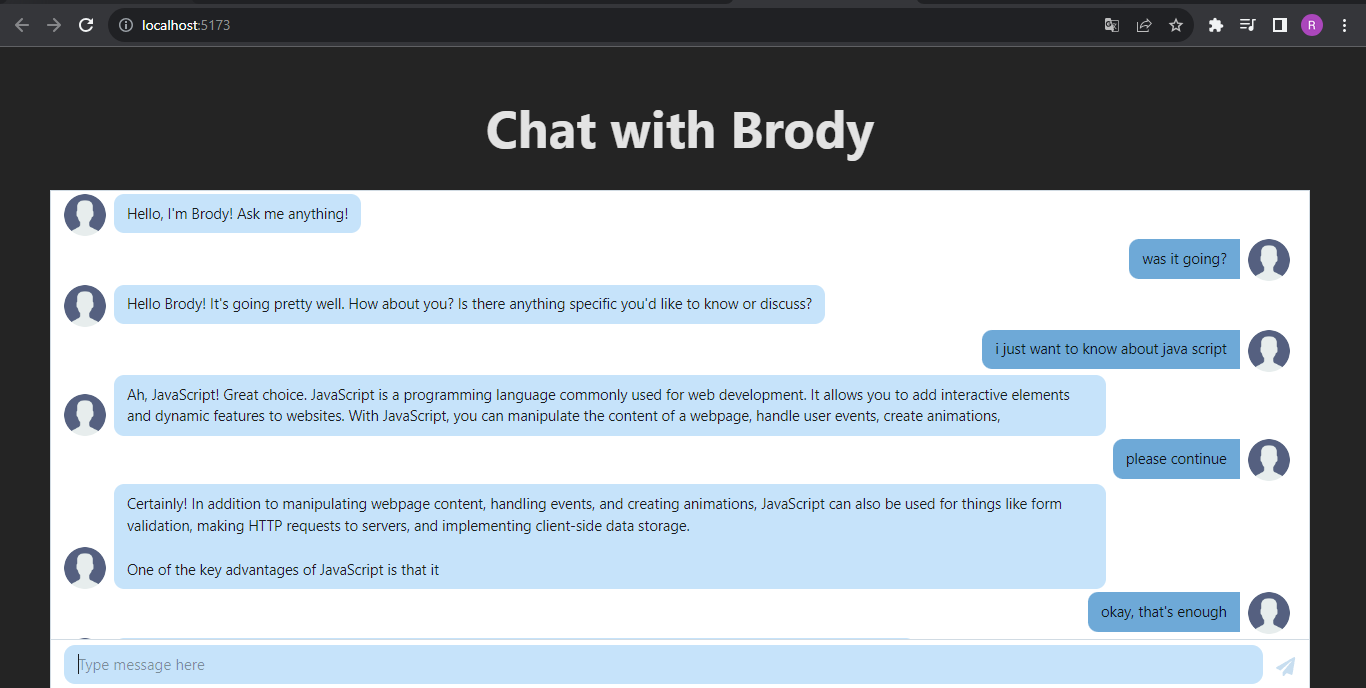 localhost:5173
R
Chat with Brody
Hello, I'm Brody! Ask me anything!
was it going?
Hello Brody! It's going pretty well. How about you? Is there anything specific you'd like to know or discuss?
i just want to know about java script
Ah, JavaScript! Great choice. JavaScript is a programming language commonly used for web development. It allows you to add interactive elements
and dynamic features to websites. With JavaScript, you can manipulate the content of a webpage, handle user events, create animations,
please continue
Certainly! In addition to manipulating webpage content, handling events, and creating animations, JavaScript can also be used for things like form
validation, making HTTP requests to servers, and implementing client-side data storage.
One of the key advantages of JavaScript is that it
okay, that's enough
Type message here